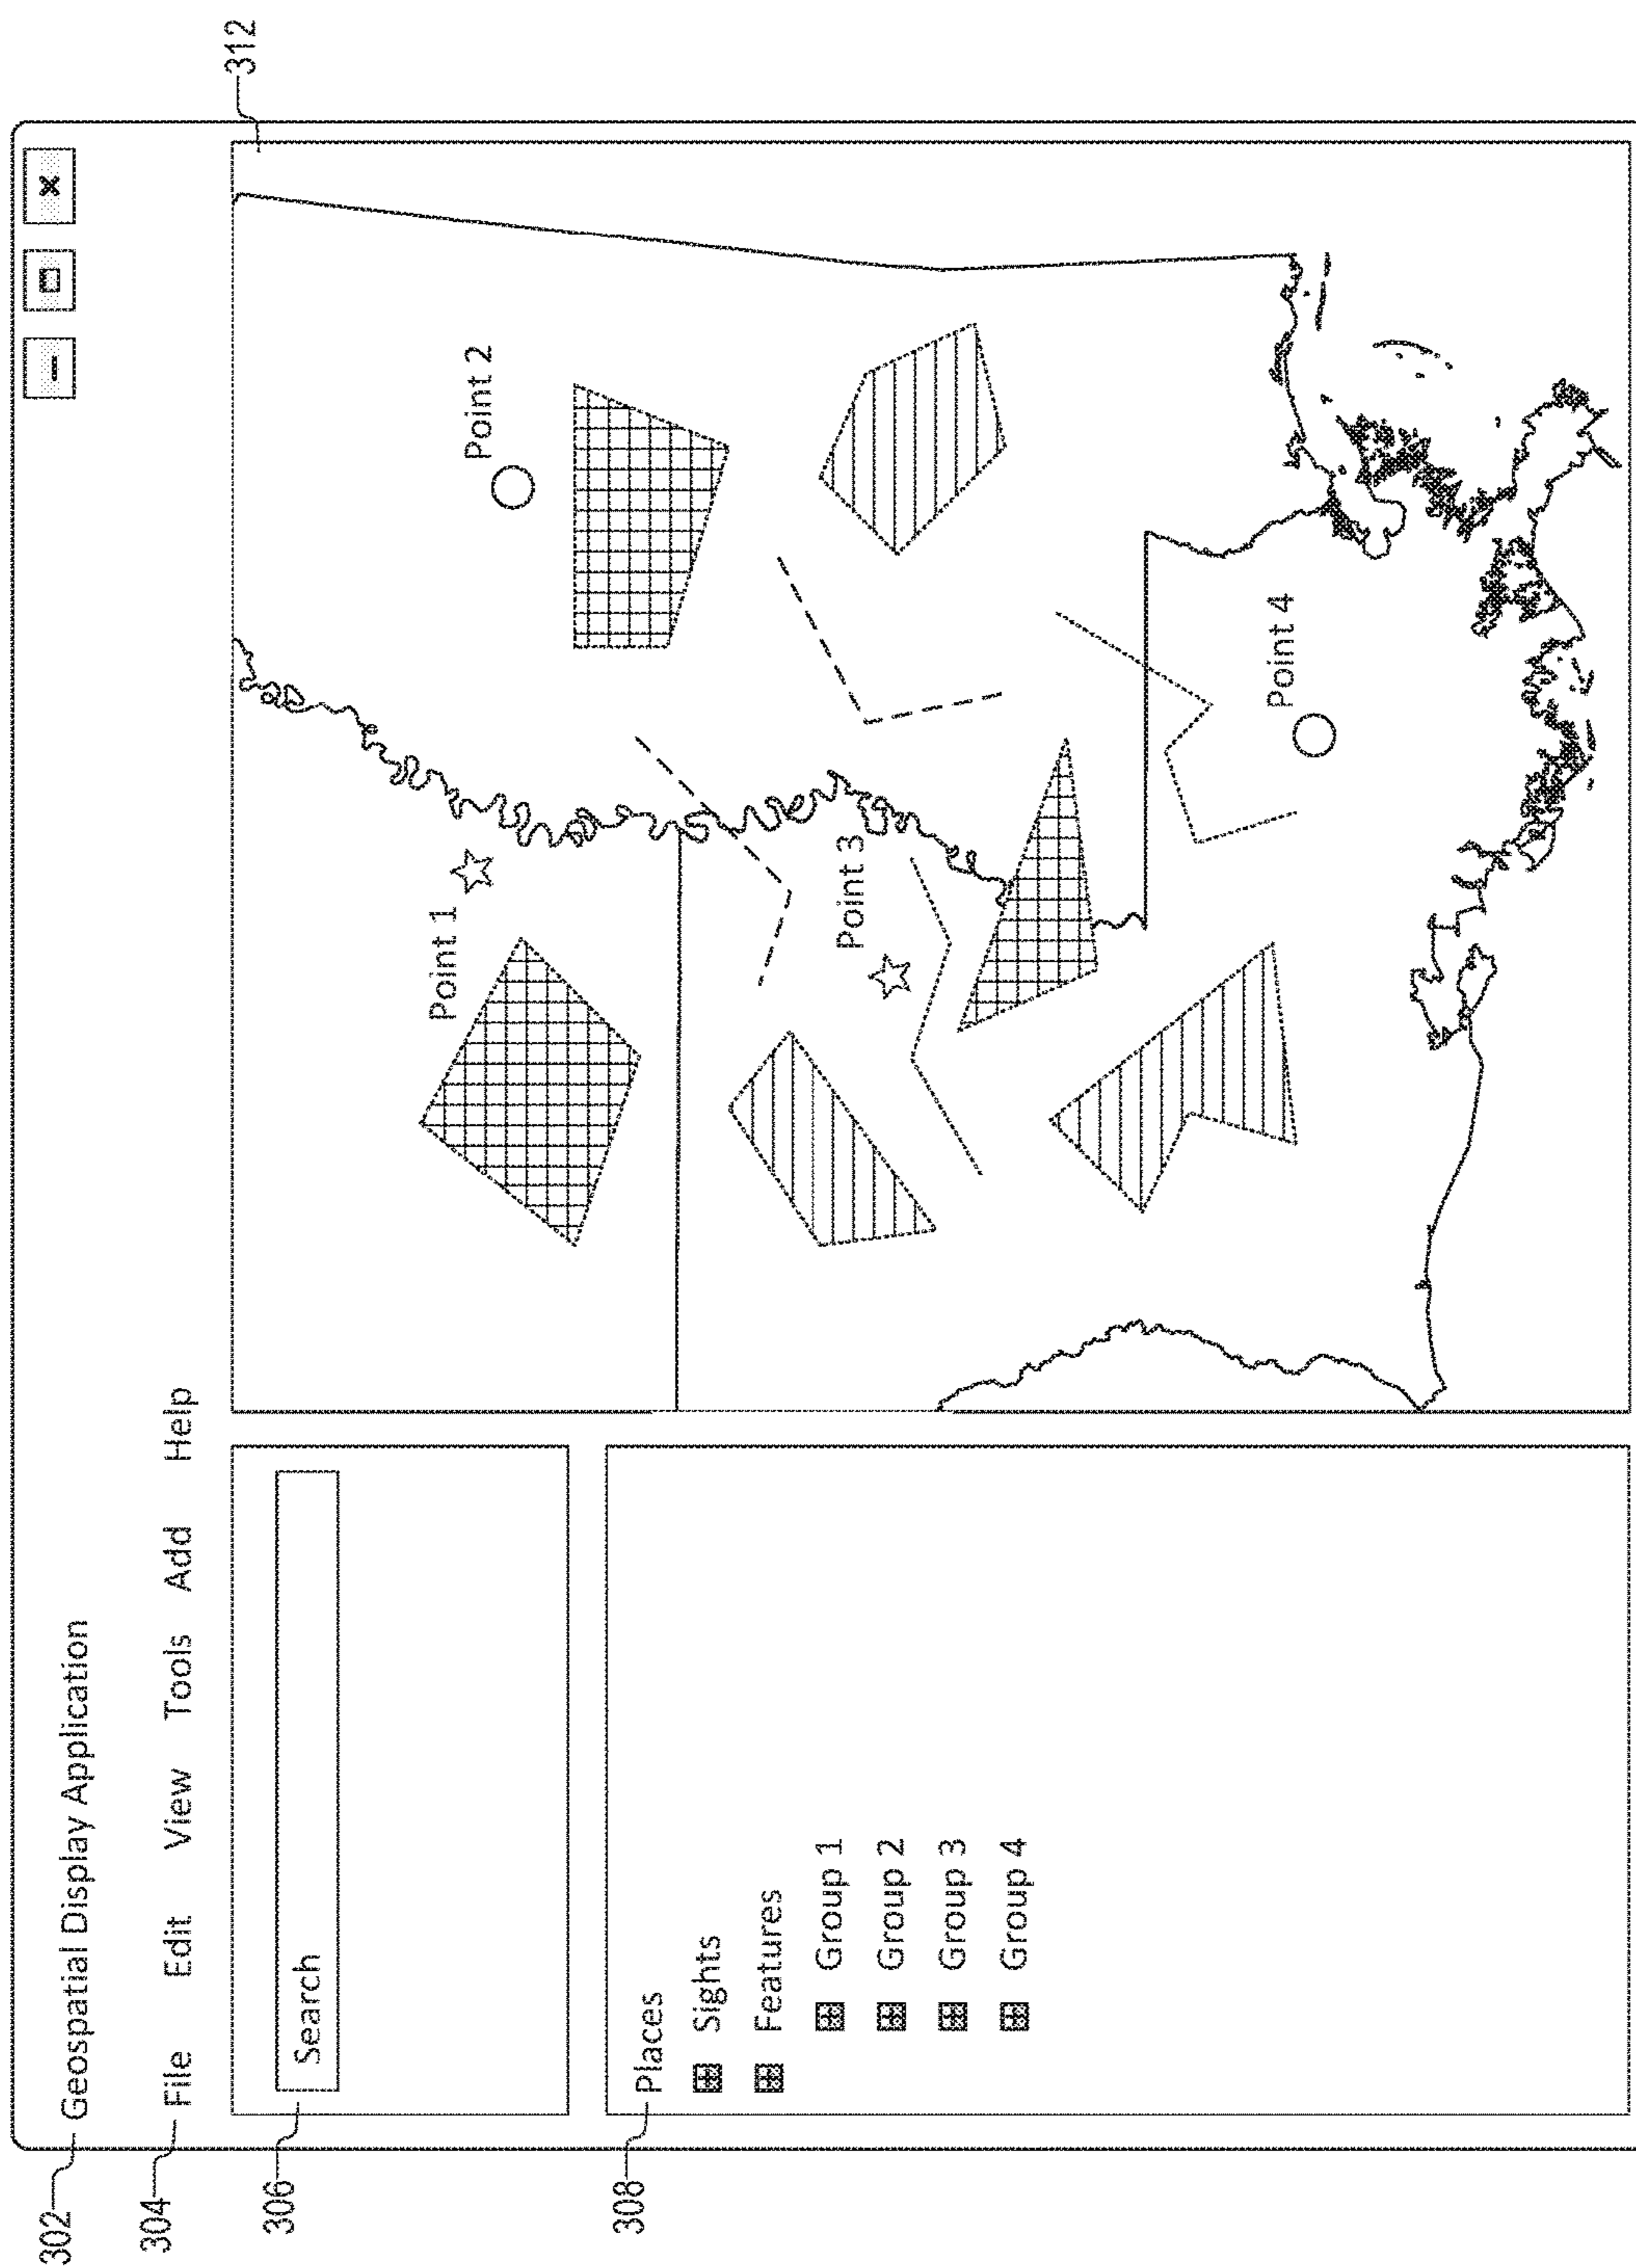 302
Geospatial Display Application
304
File Edit View Tools Add Help
312
306
Search
308
Places
Sights
Features
Group 1
Group 2
Group 3
Group 4
Point 1
Point 2
Point 3
Point 4